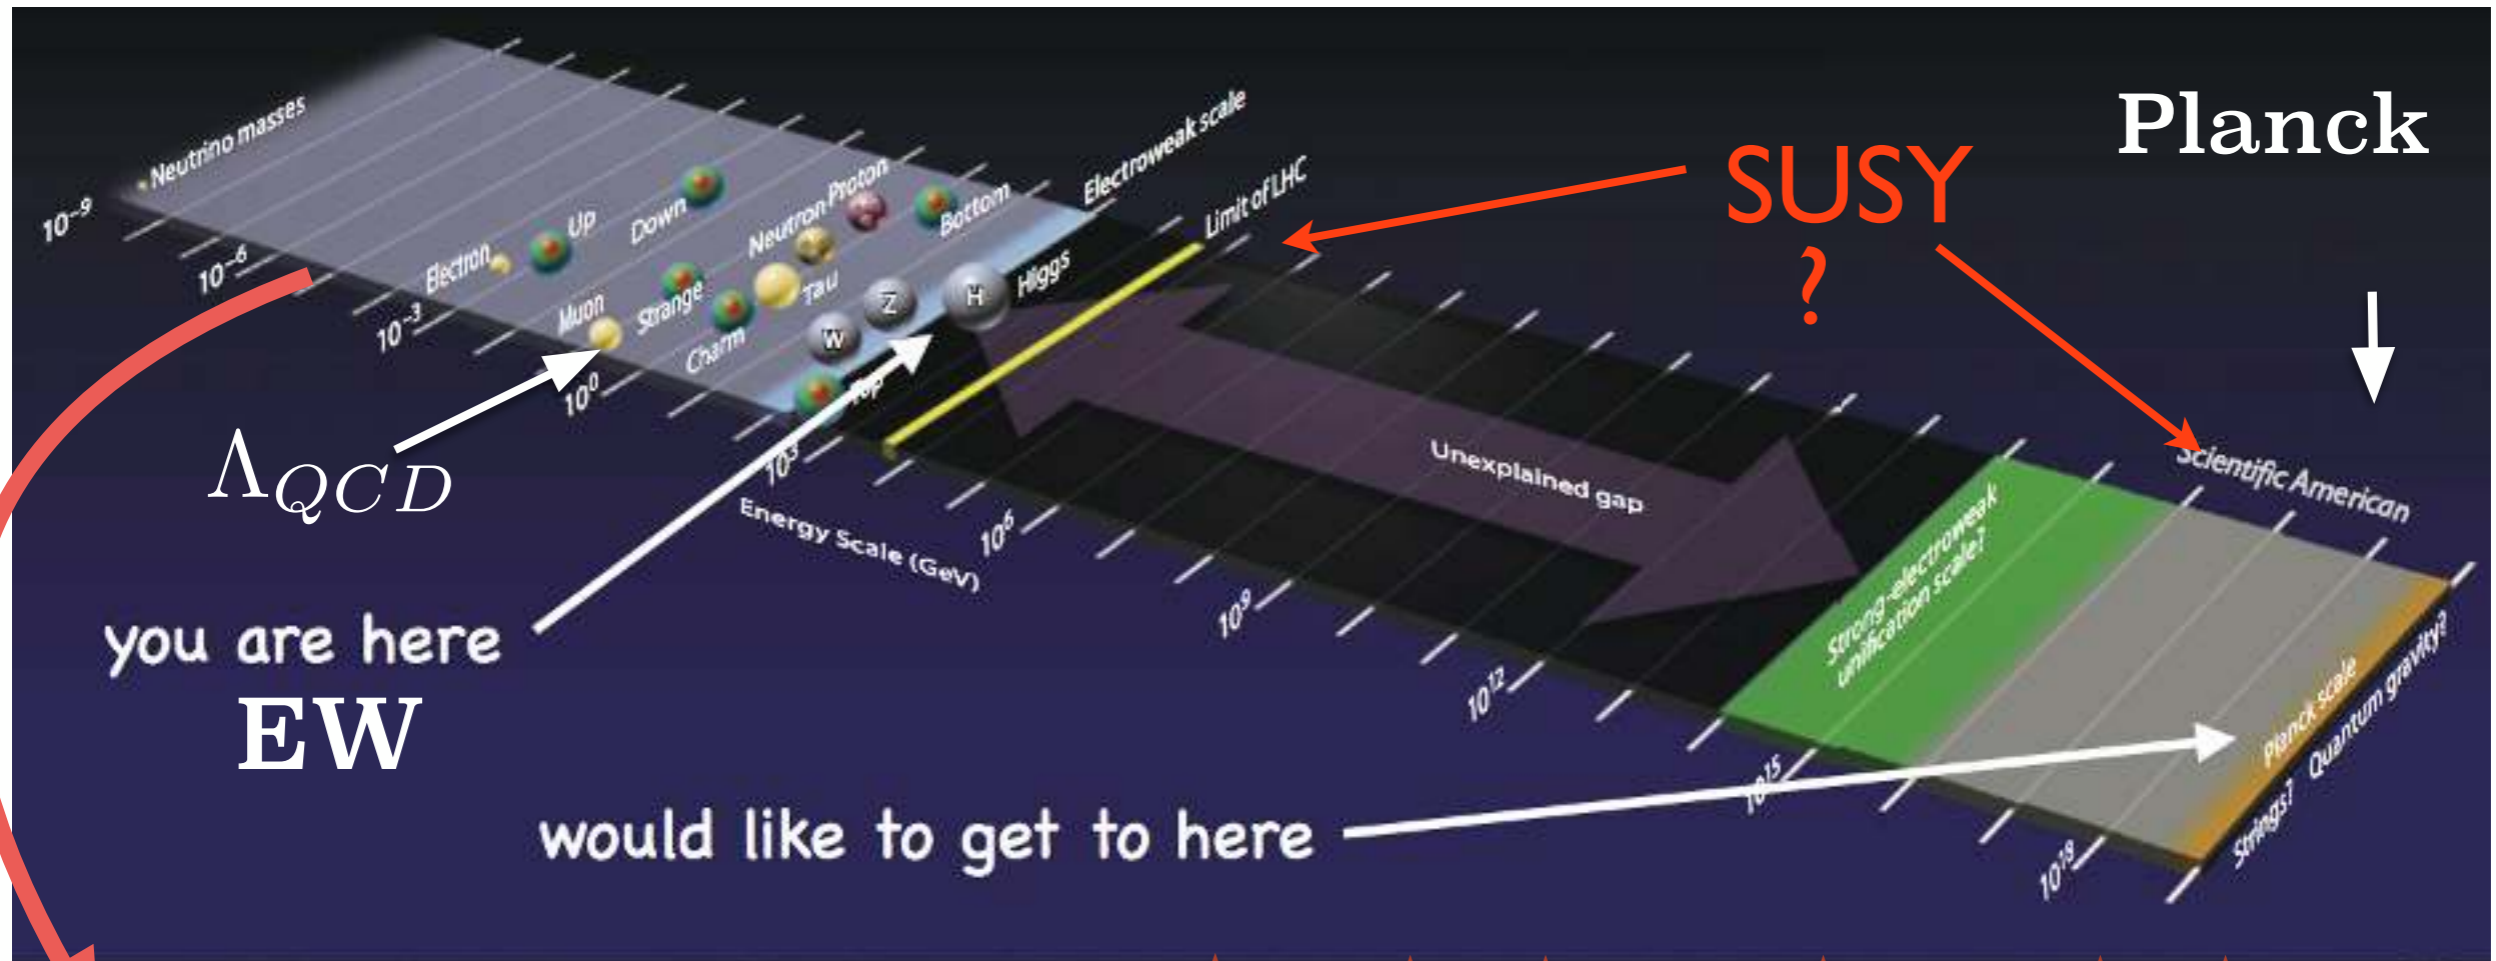 Neutrino masses
Electroweak scale
Planck
SUSY
?
Limit of LHC
10⁻⁹
10⁻⁶
10⁻³
10⁰
10³
10⁶
10⁹
10¹²
10¹⁵
10¹⁸
Electron
Up
Down
Neutron
Proton
Bottom
Muon
Strange
Charm
Tau
W
Z
H
Higgs
Top
Λ_QCD
Energy Scale (GeV)
Unexplained gap
Scientific American
Strong-electroweak
unification scale?
you are here
EW
would like to get to here
Planck scale
Strings?
Quantum gravity?